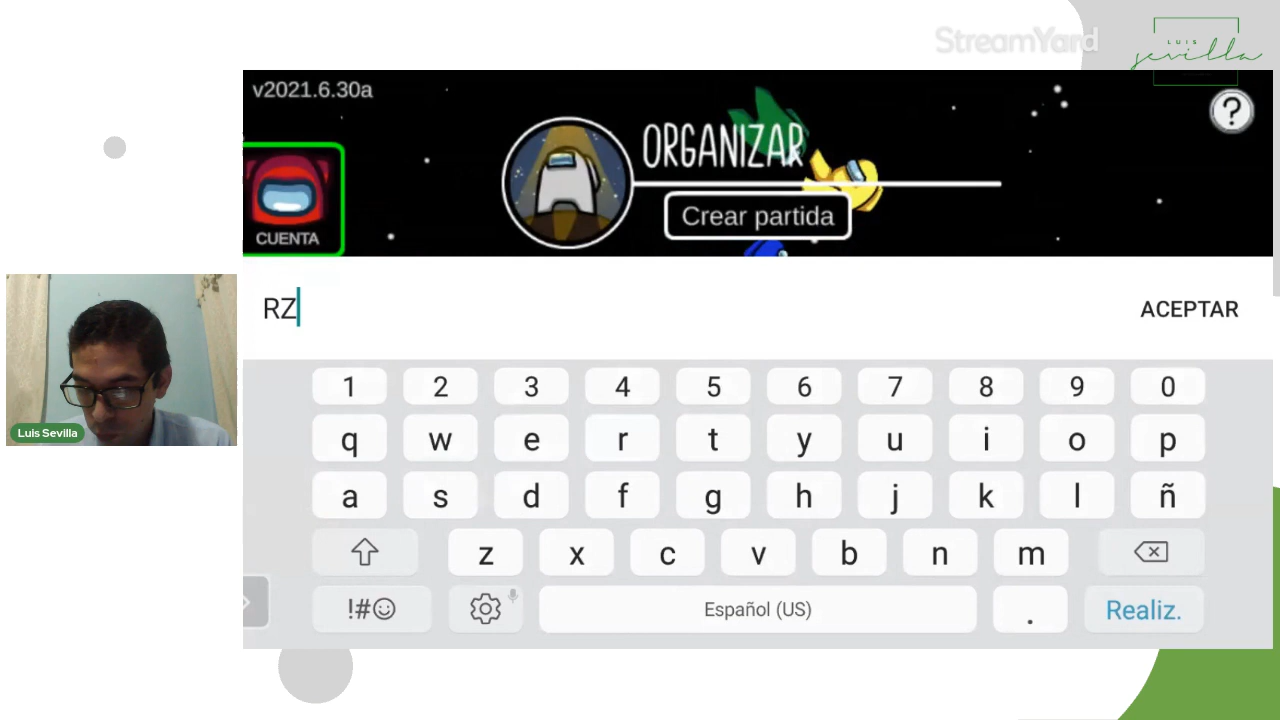 StreamYard
LUIS
sevilla
v2021.6.30a
?
ORGANIZAR
Crear partida
CUENTA
RZ
ACEPTAR
1 2 3 4 5 6 7 8 9 0
q w e r t y u i o p
a s d f g h j k l ñ
z x c v b n m
!#☺ Español (US) . Realiz.
Luis Sevilla